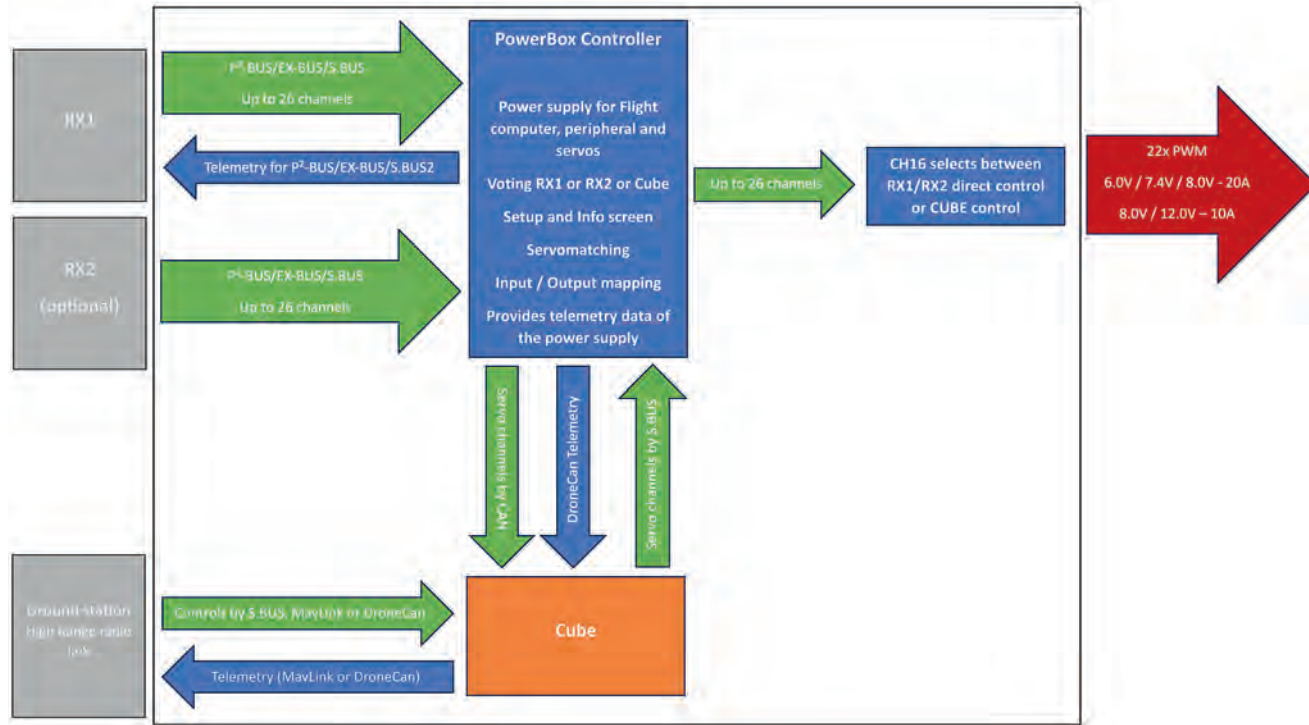 RX1
P²-BUS/EX-BUS/S.BUS
Up to 26 channels
Telemetry for P²-BUS/EX-BUS/S.BUS2
RX2
(optional)
P²-BUS/EX-BUS/S.BUS
Up to 26 channels
PowerBox Controller
Power supply for Flight
computer, peripheral and
servos
Voting RX1 or RX2 or Cube
Setup and Info screen
Servomatching
Input / Output mapping
Provides telemetry data of
the power supply
Up to 26 channels
CH16 selects between
RX1/RX2 direct control
or CUBE control
22x PWM
6.0V / 7.4V / 8.0V - 20A
8.0V / 12.0V – 10A
Servo channels by CAN
DroneCan Telemetry
Servo channels by S.BUS
Ground station
High range radio
link
Controls by S.BUS, MavLink or DroneCan
Telemetry (MavLink or DroneCan)
Cube